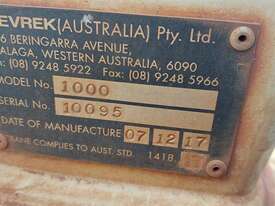 EVREK (AUSTRALIA) Pty. Ltd.
6 BERINGARRA AVENUE,
ALAGA, WESTERN AUSTRALIA, 6090
(08) 9248 5922 Fax: (08) 9248 5966
MODEL No. 1000
SERIAL No. 10095
DATE OF MANUFACTURE 07 12 17
RANE COMPLIES TO AUST. STD. 1418